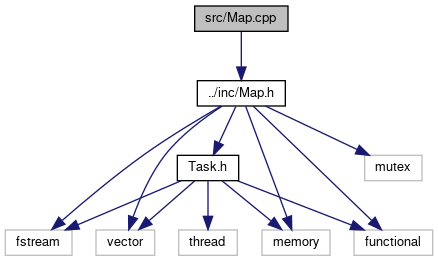 src/Map.cpp
../inc/Map.h
Task.h
mutex
fstream
vector
thread
memory
functional